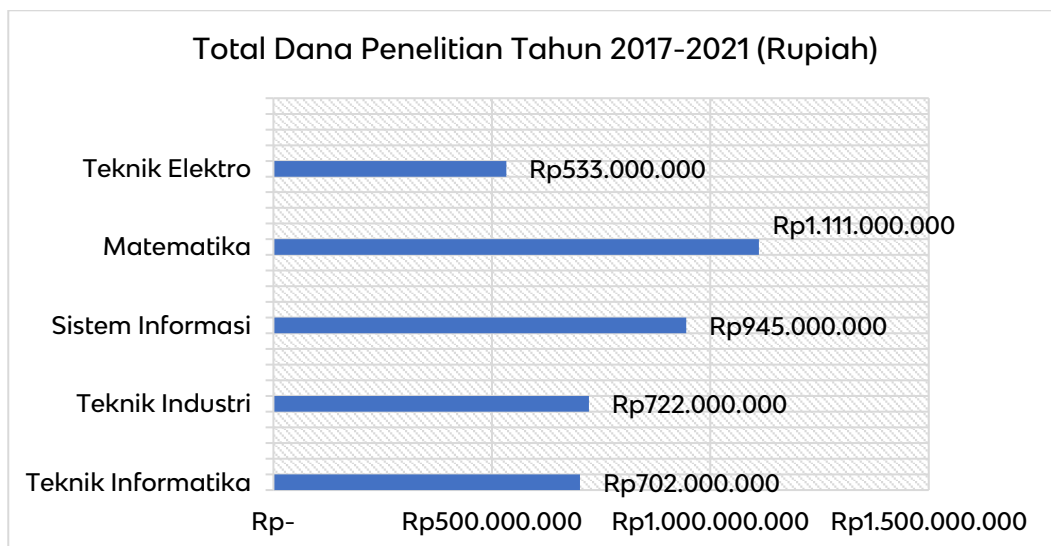 Total Dana Penelitian Tahun 2017-2021 (Rupiah)
Teknik Elektro
Rp533.000.000
Matematika
Rp1.111.000.000
Sistem Informasi
Rp945.000.000
Teknik Industri
Rp722.000.000
Teknik Informatika
Rp702.000.000
Rp- Rp500.000.000 Rp1.000.000.000 Rp1.500.000.000